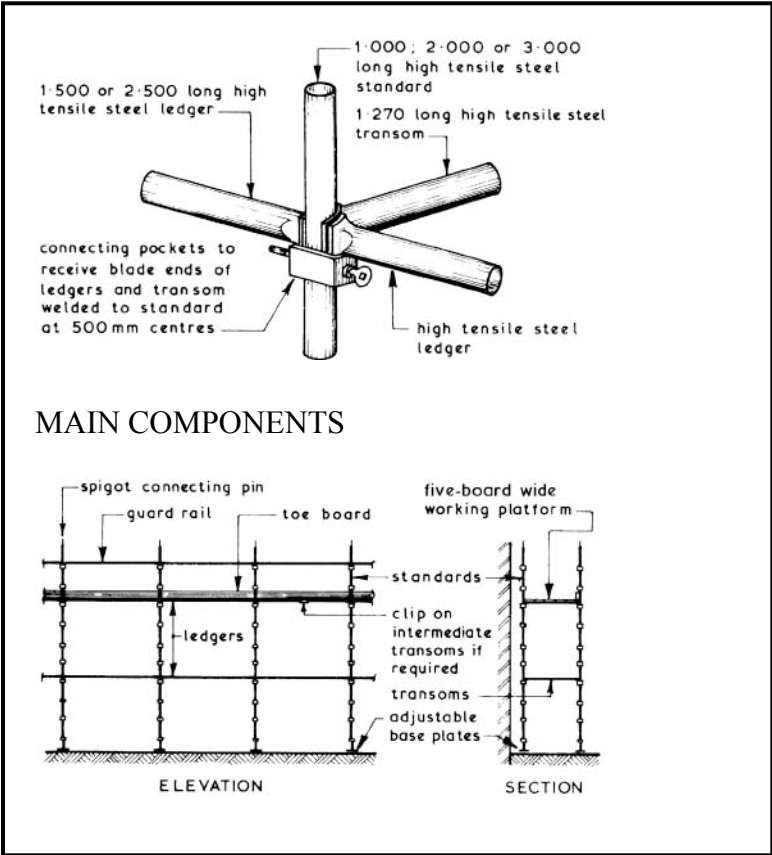 1·000 ; 2·000 or 3·000
long high tensile steel
standard
1·500 or 2·500 long high
tensile steel ledger
1·270 long high tensile steel
transom
connecting pockets to
receive blade ends of
ledgers and transom
welded to standard
at 500mm centres
high tensile steel
ledger
MAIN COMPONENTS
spigot connecting pin
guard rail
toe board
ledgers
five-board wide
working platform
standards
clip on
intermediate
transoms if
required
transoms
adjustable
base plates
ELEVATION
SECTION